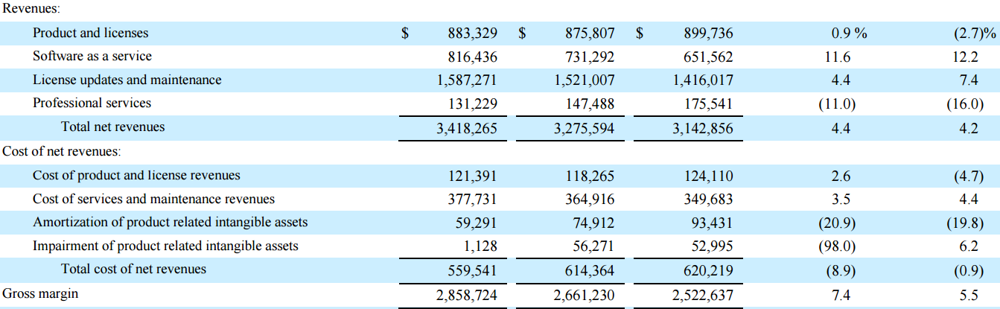 Revenues:
Product and licenses $ 883,329 $ 875,807 $ 899,736 0.9 % (2.7)%
Software as a service 816,436 731,292 651,562 11.6 12.2
License updates and maintenance 1,587,271 1,521,007 1,416,017 4.4 7.4
Professional services 131,229 147,488 175,541 (11.0) (16.0)
Total net revenues 3,418,265 3,275,594 3,142,856 4.4 4.2
Cost of net revenues:
Cost of product and license revenues 121,391 118,265 124,110 2.6 (4.7)
Cost of services and maintenance revenues 377,731 364,916 349,683 3.5 4.4
Amortization of product related intangible assets 59,291 74,912 93,431 (20.9) (19.8)
Impairment of product related intangible assets 1,128 56,271 52,995 (98.0) 6.2
Total cost of net revenues 559,541 614,364 620,219 (8.9) (0.9)
Gross margin 2,858,724 2,661,230 2,522,637 7.4 5.5